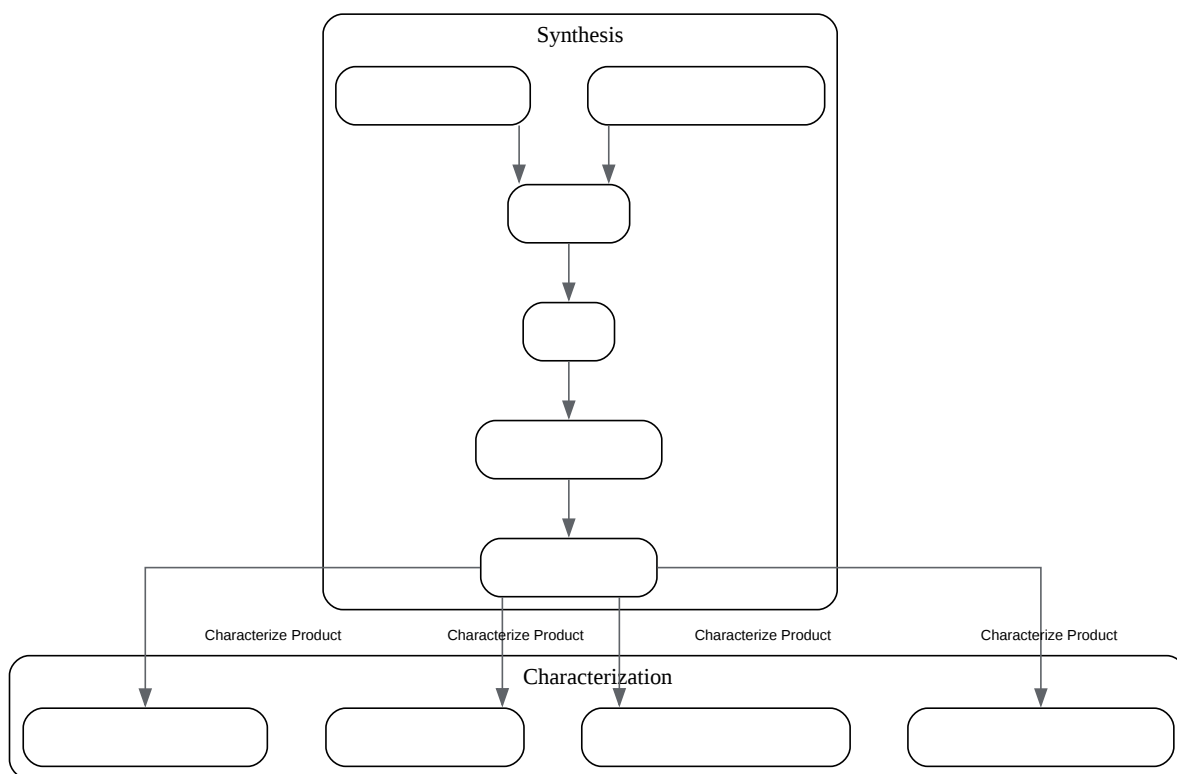 Synthesis
Characterize Product
Characterize Product
Characterize Product
Characterize Product
Characterization